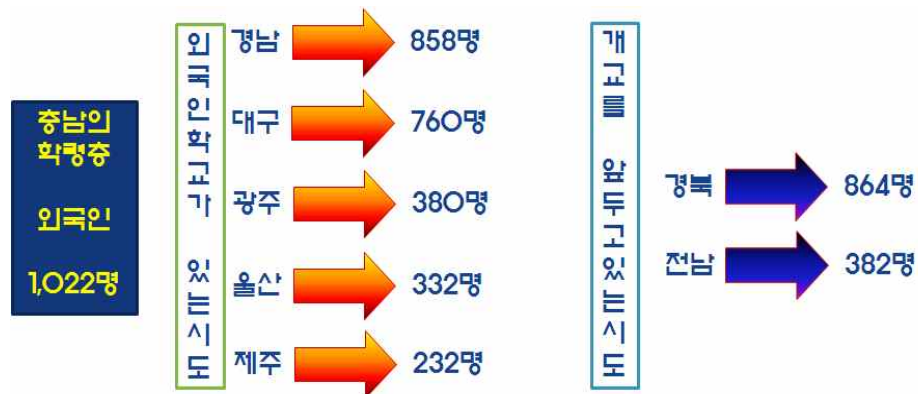 충남의
학령층
외국인
1,022명
외국인학교가 있는시도
경남 858명
대구 760명
광주 380명
울산 332명
제주 232명
개교를 앞두고있는시도
경북 864명
전남 382명